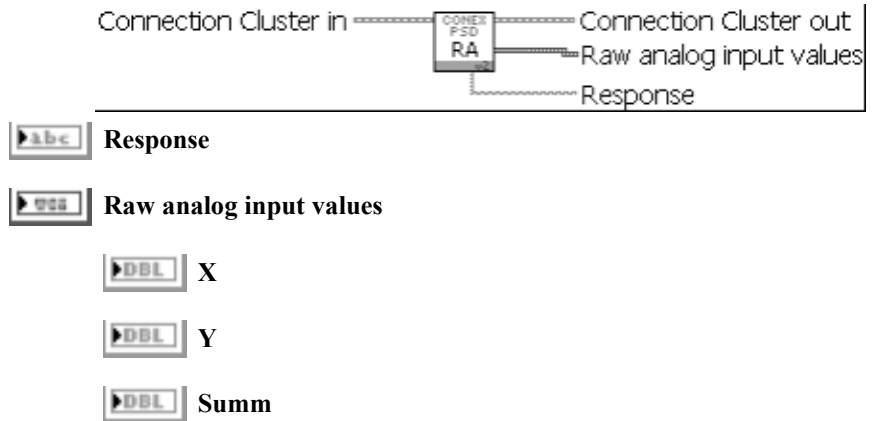 Connection Cluster in
CONEX
PSD
RA
v2
Connection Cluster out
Raw analog input values
Response
abc Response
Raw analog input values
DBL X
DBL Y
DBL Summ